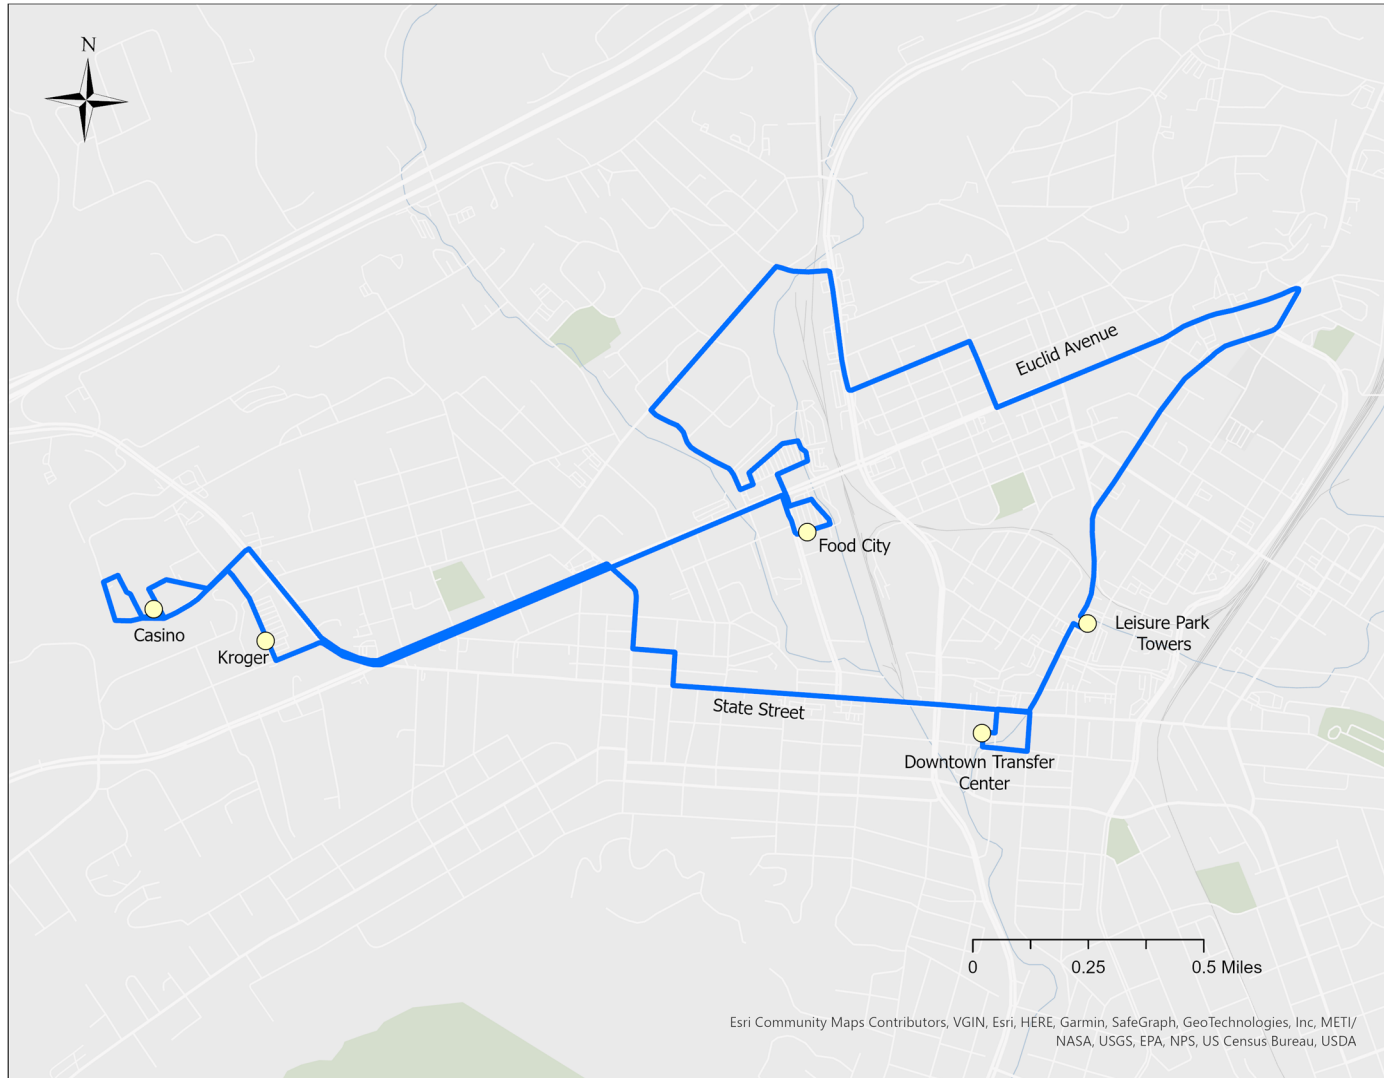 N
Euclid Avenue
Food City
Casino
Kroger
Leisure Park
Towers
State Street
Downtown Transfer
Center
0 0.25 0.5 Miles
Esri Community Maps Contributors, VGIN, Esri, HERE, Garmin, SafeGraph, GeoTechnologies, Inc, METI/
NASA, USGS, EPA, NPS, US Census Bureau, USDA